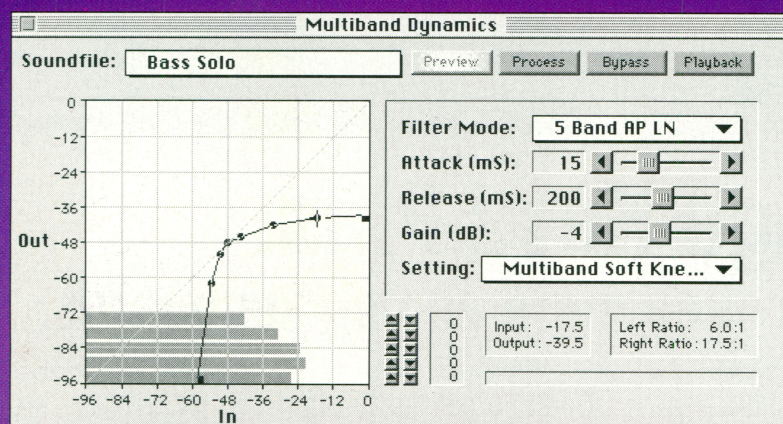 Multiband Dynamics
Soundfile: Bass Solo Preview Process Bypass Playback
0
-12
-24
-36
Out -48
-60
-72
-84
-96
-96 -84 -72 -60 -48 -36 -24 -12 0
In
Filter Mode: 5 Band AP LN
Attack (mS): 15
Release (mS): 200
Gain (dB): -4
Setting: Multiband Soft Kne...
0
0
0
0
0
Input: -17.5
Output: -39.5
Left Ratio: 6.0:1
Right Ratio: 17.5:1